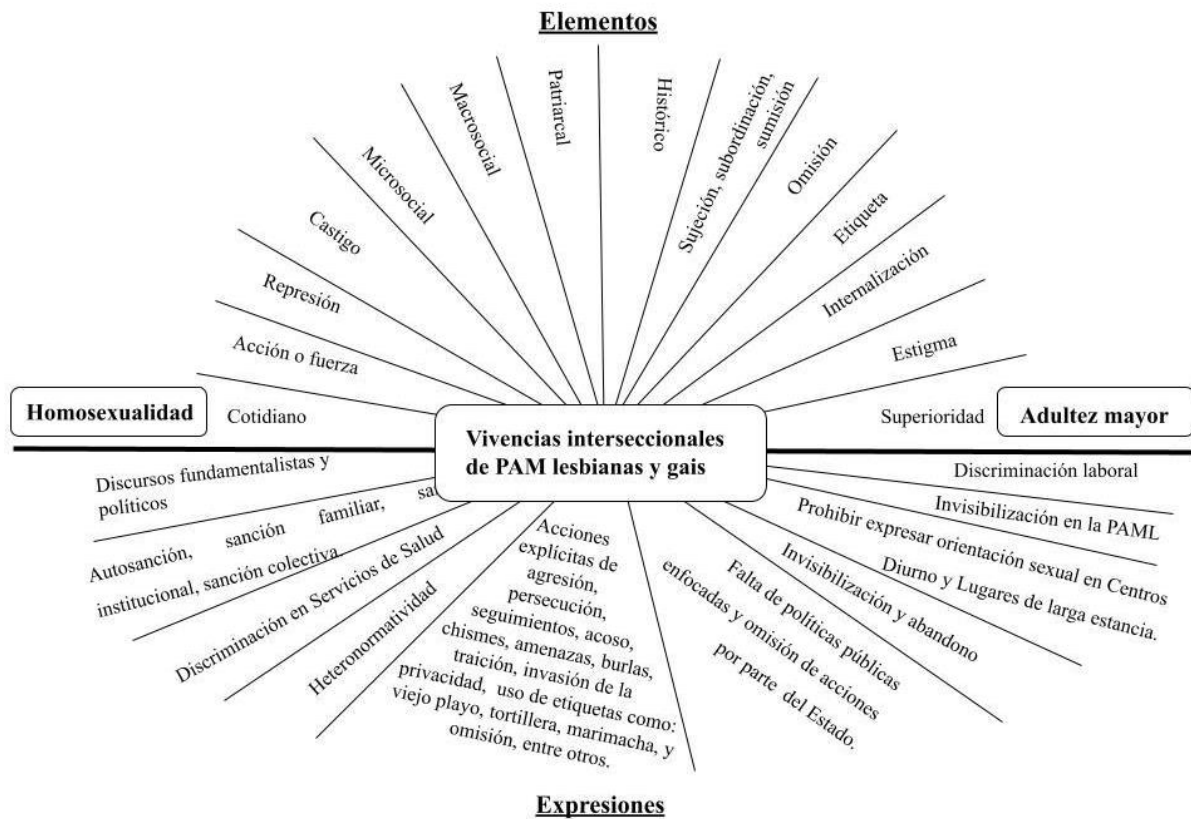 Elementos
Patriarcal
Histórico
Macrosocial
Sujeción, subordinación,
sumisión
Microsocial
Omisión
Castigo
Etiqueta
Represión
Internalización
Acción o fuerza
Estigma
Homosexualidad
Cotidiano
Vivencias interseccionales
de PAM lesbianas y gais
Superioridad
Adultez mayor
Discursos fundamentalistas y
políticos
Autosanción, sanción familiar,
institucional, sanción colectiva.
Discriminación en Servicios de Salud
Heteronormatividad
Acciones
explícitas de
agresión,
persecución,
seguimientos, acoso,
chismes, amenazas, burlas,
traición, invasión de la
privacidad, uso de etiquetas como:
viejo playo, tortillera, marimacha, y
omisión, entre otros.
Falta de políticas públicas
enfocadas y omisión de acciones
por parte del Estado.
Invisibilización y abandono
Prohibir expresar orientación sexual en Centros
Diurno y Lugares de larga estancia.
Invisibilización en la PAML
Discriminación laboral
Expresiones